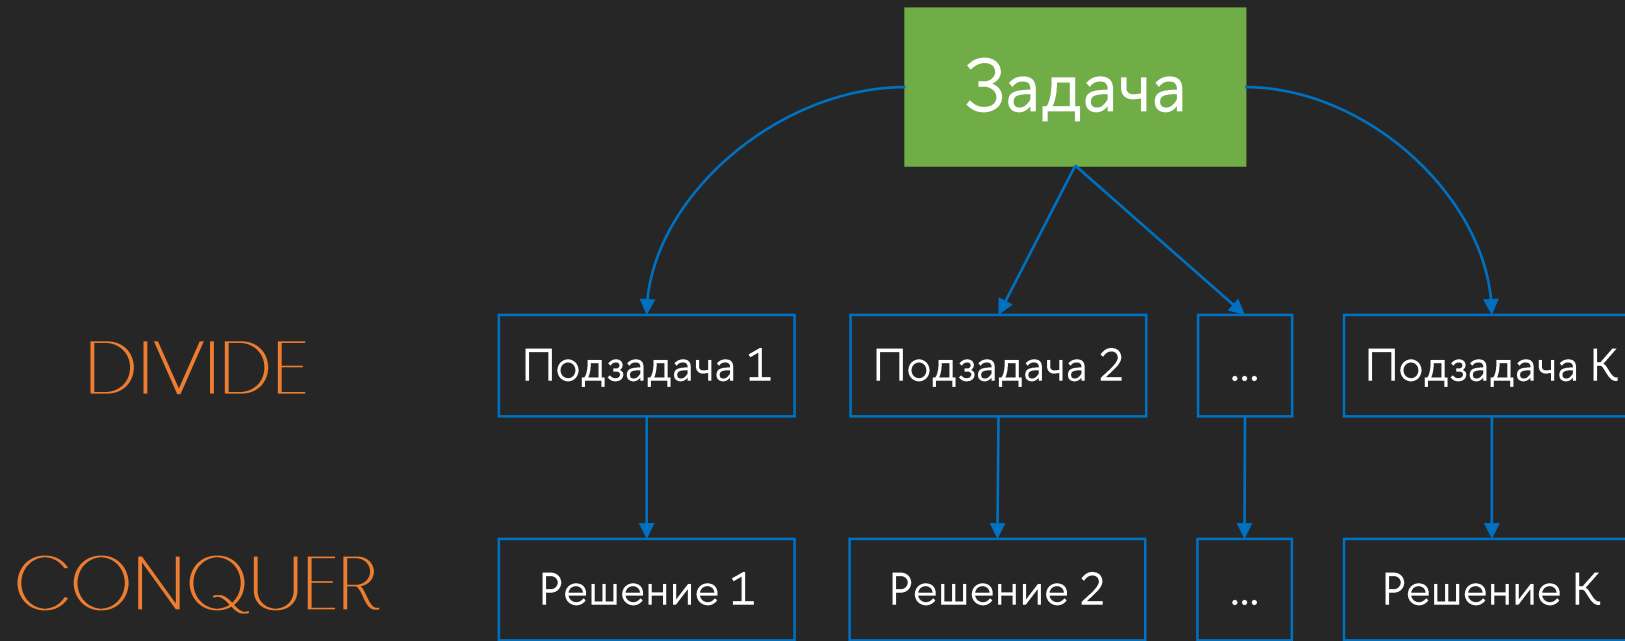 Задача
DIVIDE
Подзадача 1
Подзадача 2
...
Подзадача K
CONQUER
Решение 1
Решение 2
...
Решение K